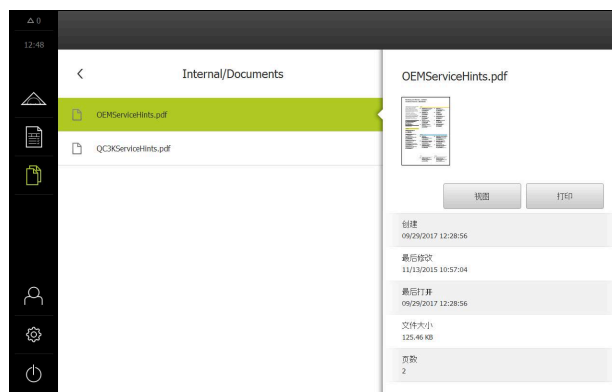 0
12:48
Internal/Documents
OEMServiceHints.pdf
QC3KServiceHints.pdf
OEMServiceHints.pdf
视图
打印
创建
09/29/2017 12:28:56
最后修改
11/13/2015 10:57:04
最后打开
09/29/2017 12:28:56
文件大小
125.46 KB
页数
2